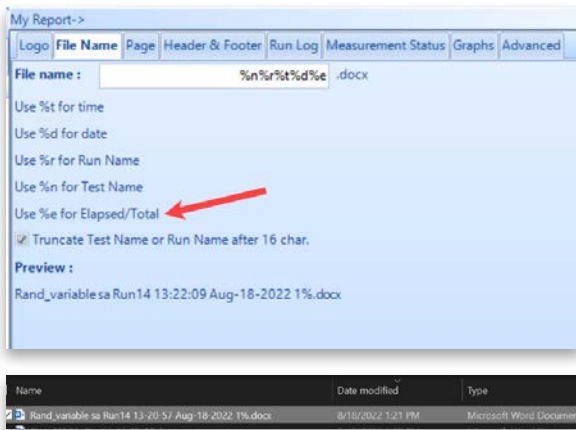 My Report->
Logo File Name Page Header & Footer Run Log Measurement Status Graphs Advanced
File name : %n%r%t%d%e .docx
Use %t for time
Use %d for date
Use %r for Run Name
Use %n for Test Name
Use %e for Elapsed/Total
Truncate Test Name or Run Name after 16 char.
Preview :
Rand_variable sa Run14 13:22:09 Aug-18-2022 1%.docx
Name Date modified Type
Rand_variable sa Run14 13-20-57 Aug-18-2022 1%.docx 8/18/2022 1:21 PM Microsoft Word Documen